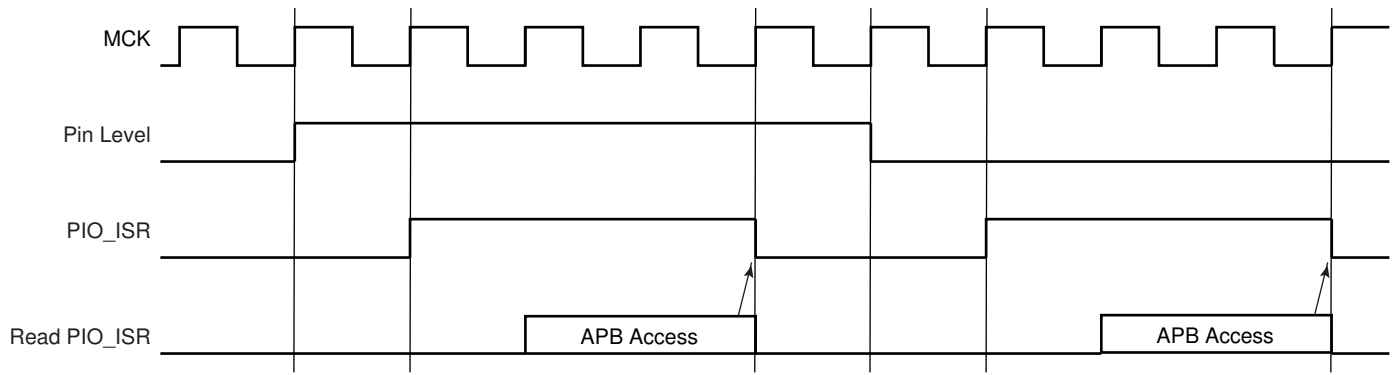 MCK
Pin Level
PIO_ISR
Read PIO_ISR
APB Access
APB Access